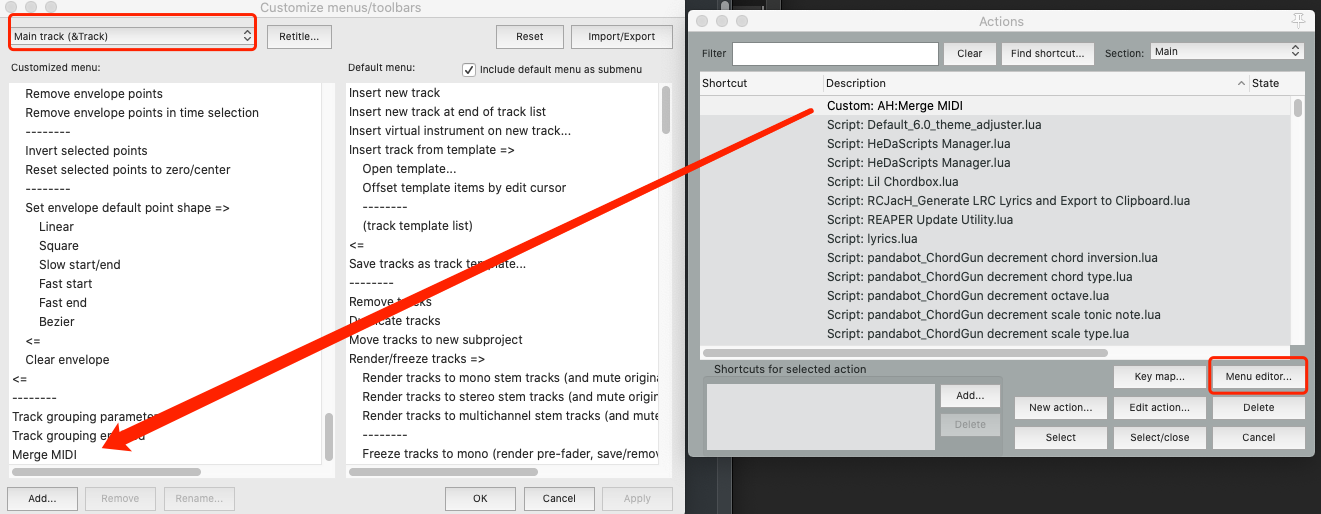 Customize menus/toolbars
Main track (&Track)
Retitle...
Reset
Import/Export
Customized menu:
Remove envelope points
Remove envelope points in time selection
--------
Invert selected points
Reset selected points to zero/center
--------
Set envelope default point shape =>
Linear
Square
Slow start/end
Fast start
Fast end
Bezier
<=
Clear envelope
<=
--------
Track grouping parameter
Track grouping
Merge MIDI
Add...
Remove
Rename...
Default menu:
Include default menu as submenu
Insert new track
Insert new track at end of track list
Insert virtual instrument on new track...
Insert track from template =>
Open template...
Offset template items by edit cursor
--------
(track template list)
<=
Save tracks as track template...
--------
Remove tracks
Duplicate tracks
Move tracks to new subproject
Render/freeze tracks =>
Render tracks to mono stem tracks (and mute origina
Render tracks to stereo stem tracks (and mute origin
Render tracks to multichannel stem tracks (and mute
--------
Freeze tracks to mono (render pre-fader, save/remov
OK
Cancel
Apply
Actions
Filter
Clear
Find shortcut...
Section:
Main
Shortcut
Description
State
Custom: AH:Merge MIDI
Script: Default_6.0_theme_adjuster.lua
Script: HeDaScripts Manager.lua
Script: HeDaScripts Manager.lua
Script: Lil Chordbox.lua
Script: RCJacH_Generate LRC Lyrics and Export to Clipboard.lua
Script: REAPER Update Utility.lua
Script: lyrics.lua
Script: pandabot_ChordGun decrement chord inversion.lua
Script: pandabot_ChordGun decrement chord type.lua
Script: pandabot_ChordGun decrement octave.lua
Script: pandabot_ChordGun decrement scale tonic note.lua
Script: pandabot_ChordGun decrement scale type.lua
Shortcuts for selected action
Add...
Delete
Key map...
Menu editor...
New action...
Edit action...
Delete
Select
Select/close
Cancel